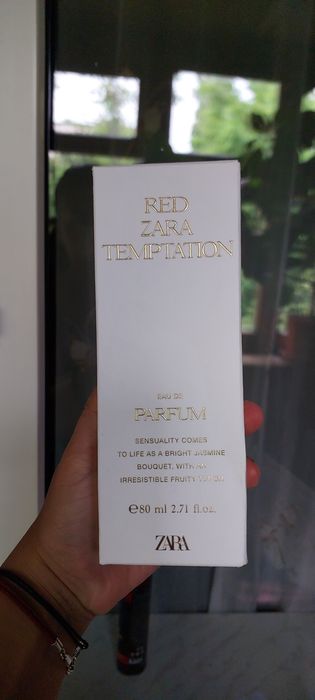 RED
ZARA
TEMPTATION
EAU DE
PARFUM
SENSUALITY COMES
TO LIFE AS A BRIGHT JASMINE
BOUQUET, WITH AN
IRRESISTIBLE FRUITY
℮80 ml 2.71 fl.oz.
ZARA